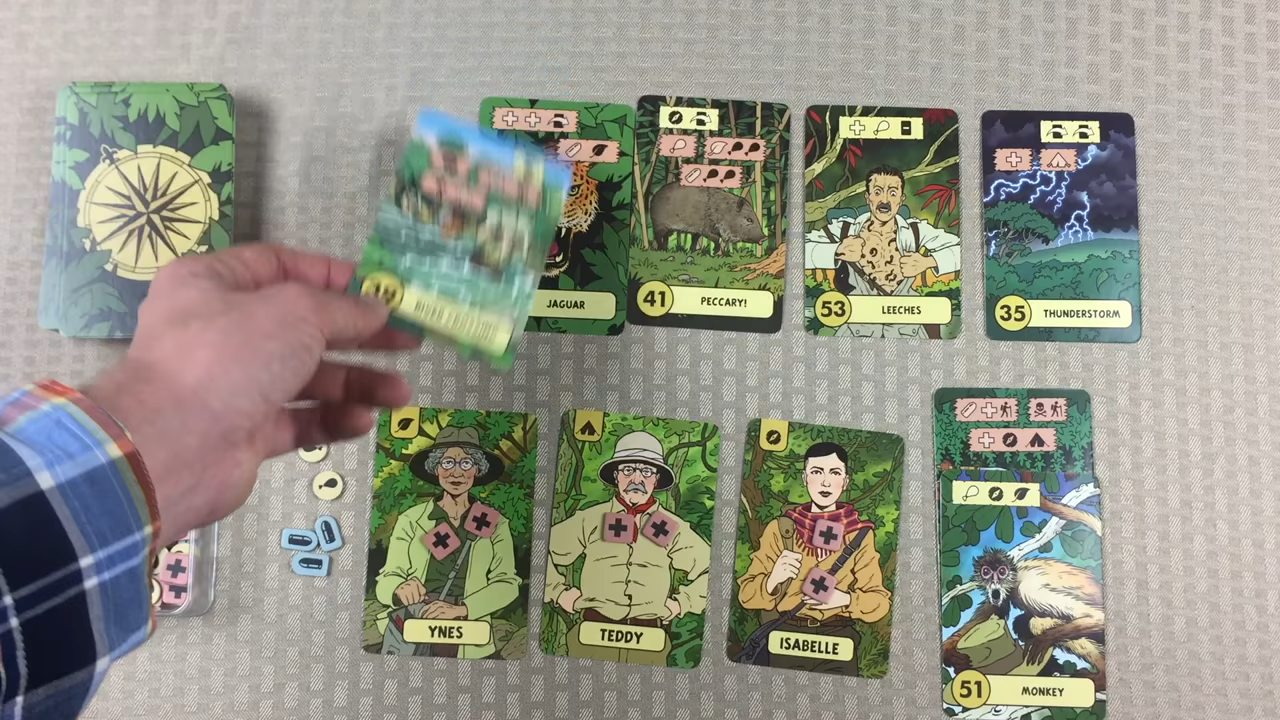 JAGUAR
41 PECCARY!
53 LEECHES
35 THUNDERSTORM
YNES
TEDDY
ISABELLE
51 MONKEY